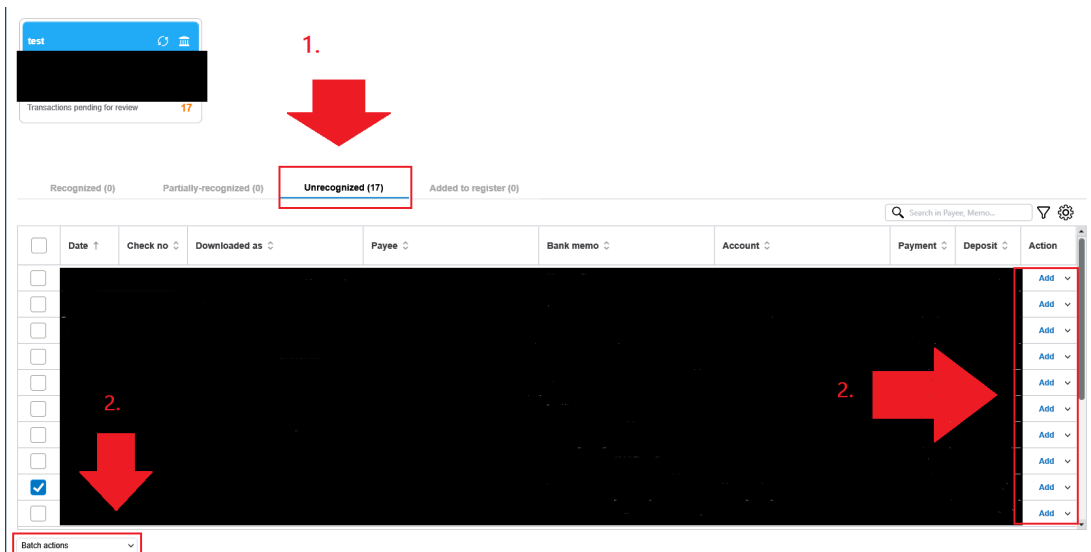 test
1.
Transactions pending for review 17
Recognized (0) Partially-recognized (0) Unrecognized (17) Added to register (0)
Search in Payee, Memo...
Date Check no Downloaded as Payee Bank memo Account Payment Deposit Action
Add
Add
Add
Add
Add
2.
2.
Add
Add
Add
Add
Add
Batch actions